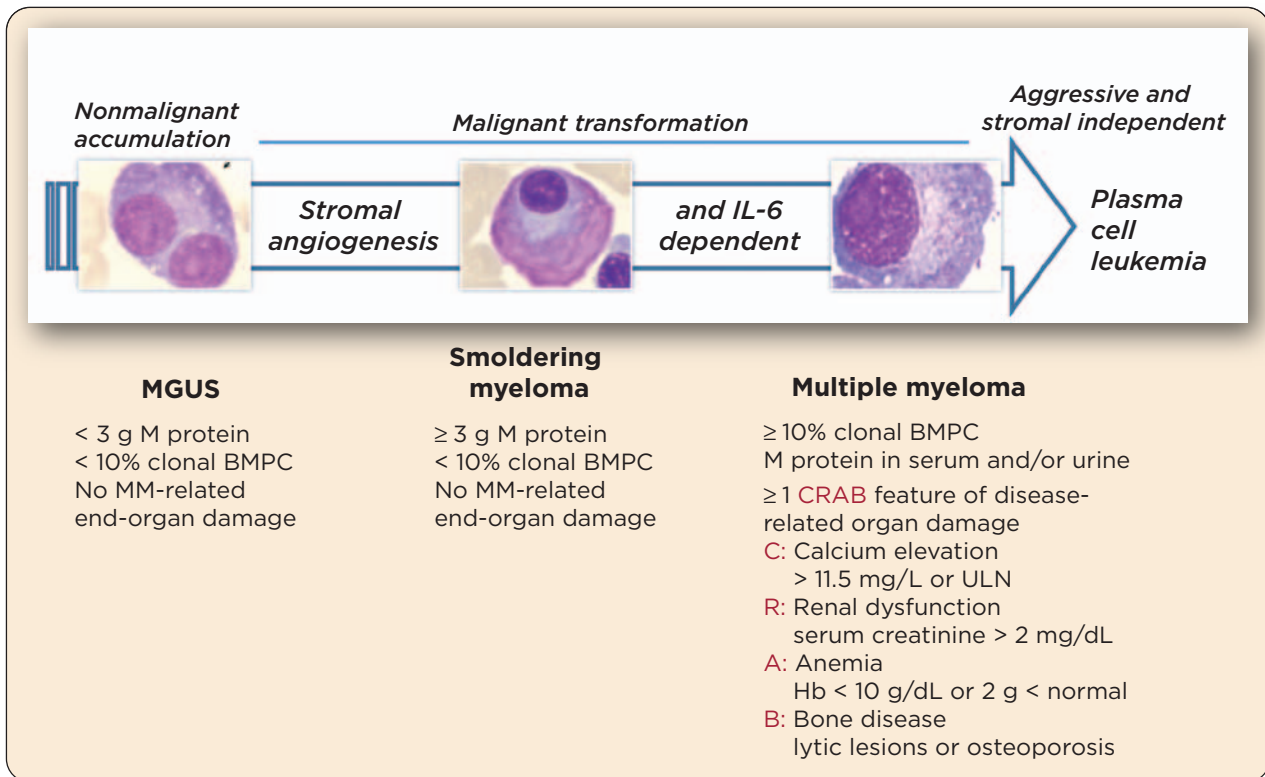 Nonmalignant
accumulation
Malignant transformation
Aggressive and
stromal independent
Stromal
angiogenesis
and IL-6
dependent
Plasma
cell
leukemia
MGUS
< 3 g M protein
< 10% clonal BMPC
No MM-related
end-organ damage
Smoldering
myeloma
≥ 3 g M protein
< 10% clonal BMPC
No MM-related
end-organ damage
Multiple myeloma
≥ 10% clonal BMPC
M protein in serum and/or urine
≥ 1 CRAB feature of disease-
related organ damage
C: Calcium elevation
> 11.5 mg/L or ULN
R: Renal dysfunction
serum creatinine > 2 mg/dL
A: Anemia
Hb < 10 g/dL or 2 g < normal
B: Bone disease
lytic lesions or osteoporosis